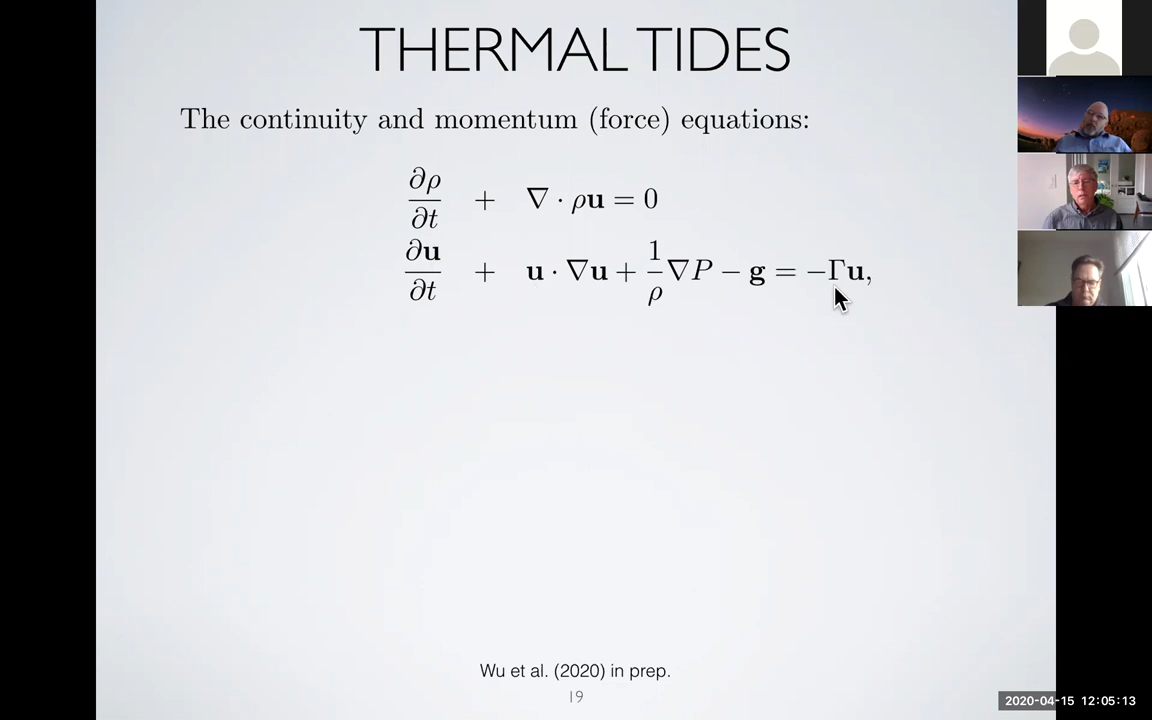 THERMAL TIDES
The continuity and momentum (force) equations:
∂ρ/∂t + ∇ · ρu = 0
∂u/∂t + u · ∇u + 1/ρ ∇P − g = −Γu,
Wu et al. (2020) in prep.
19
2020-04-15 12:05:13